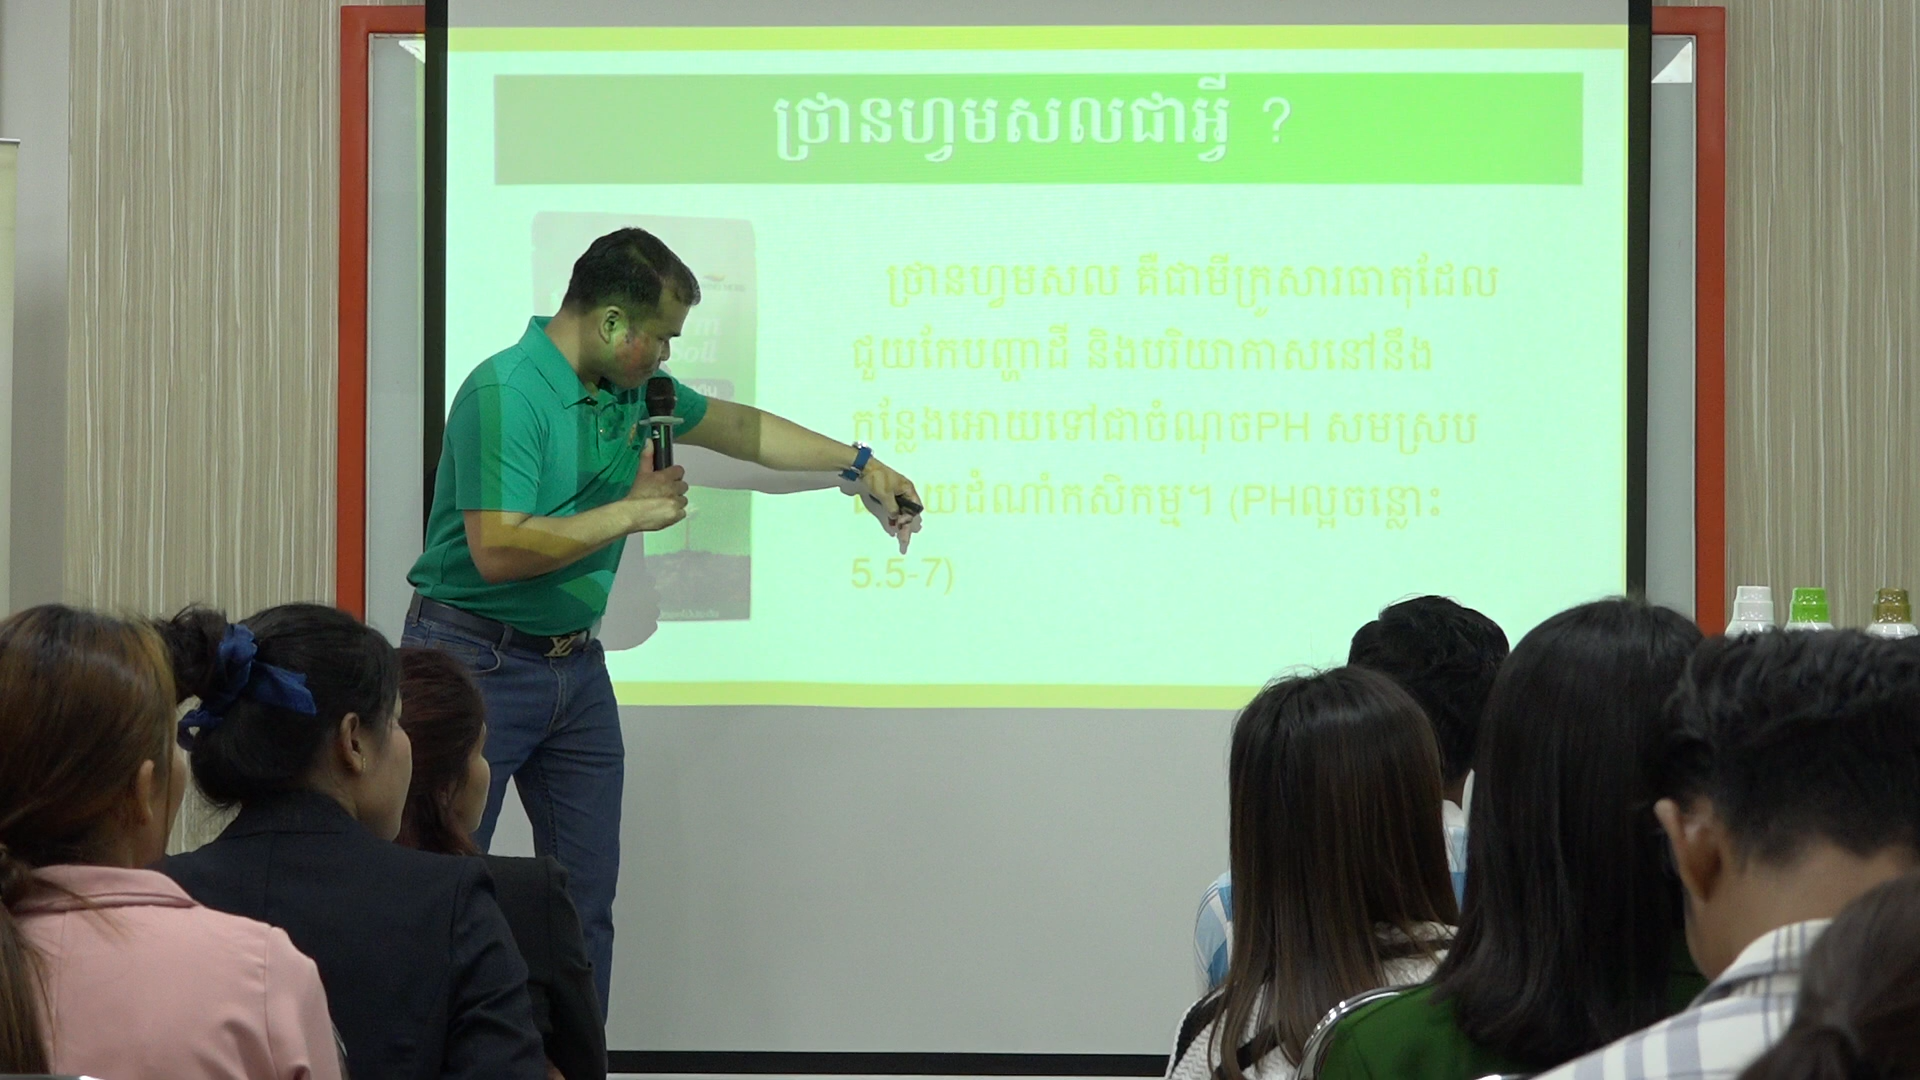 ថ្រានហ្វមសលជាអ្វី ?
ថ្រានហ្វមសល គឺជាមីក្រូសារធាតុដែល
ជួយកែបញ្ហាដី និងបរិយាកាសនៅនឹង
កន្លែងអោយទៅជាចំណុចPH សមស្រប
យដំណាំកសិកម្ម។ (PHល្អចន្លោះ
5.5-7)